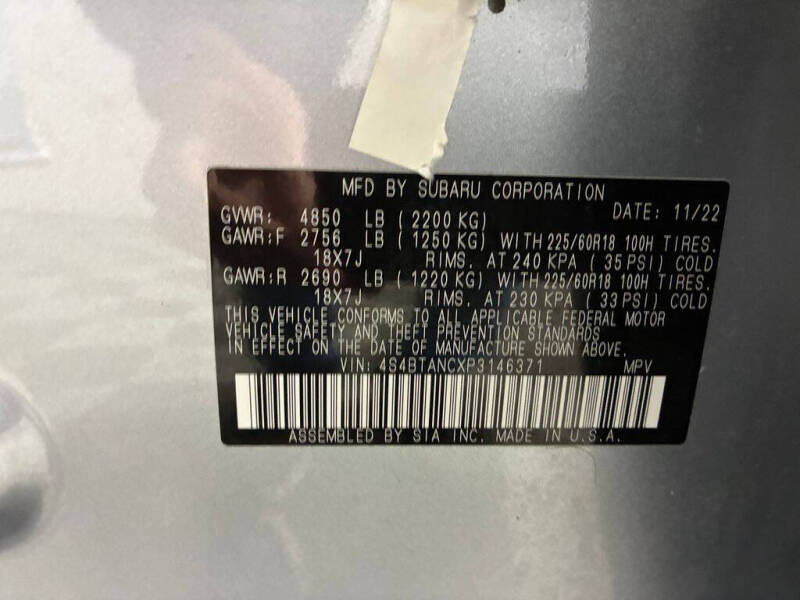 MFD BY SUBARU CORPORATION
GVWR: 4850 LB (2200 KG) DATE: 11/22
GAWR:F 2756 LB (1250 KG) WITH 225/60R18 100H TIRES.
18X7J RIMS. AT 240 KPA (35 PSI) COLD
GAWR:R 2690 LB (1220 KG) WITH 225/60R18 100H TIRES.
18X7J RIMS. AT 230 KPA (33 PSI) COLD
THIS VEHICLE CONFORMS TO ALL APPLICABLE FEDERAL MOTOR
VEHICLE SAFETY AND THEFT PREVENTION STANDARDS
IN EFFECT ON THE DATE OF MANUFACTURE SHOWN ABOVE.
VIN: 4S4BTANCXP3146371 MPV
ASSEMBLED BY SIA INC. MADE IN U.S.A.